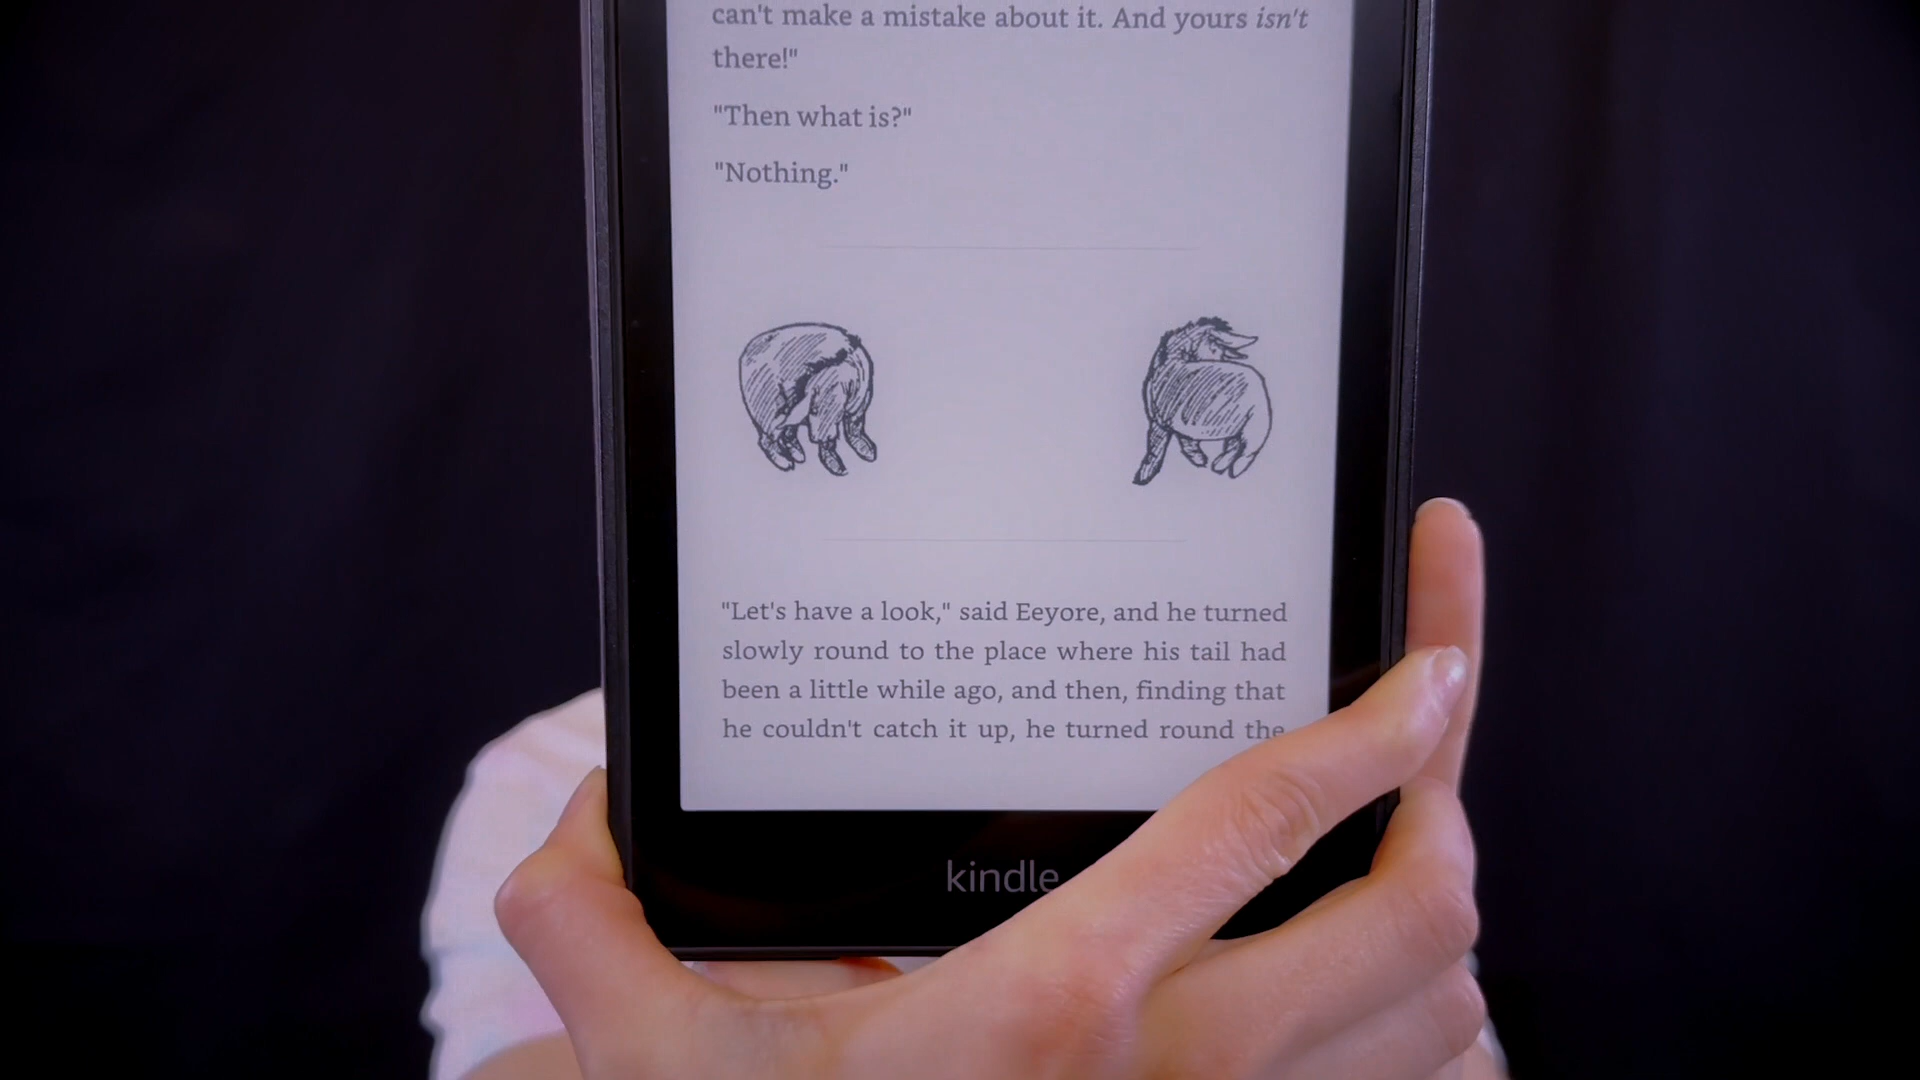 can't make a mistake about it. And yours isn't
there!"
"Then what is?"
"Nothing."
"Let's have a look," said Eeyore, and he turned
slowly round to the place where his tail had
been a little while ago, and then, finding that
he couldn't catch it up, he turned round the
kindle